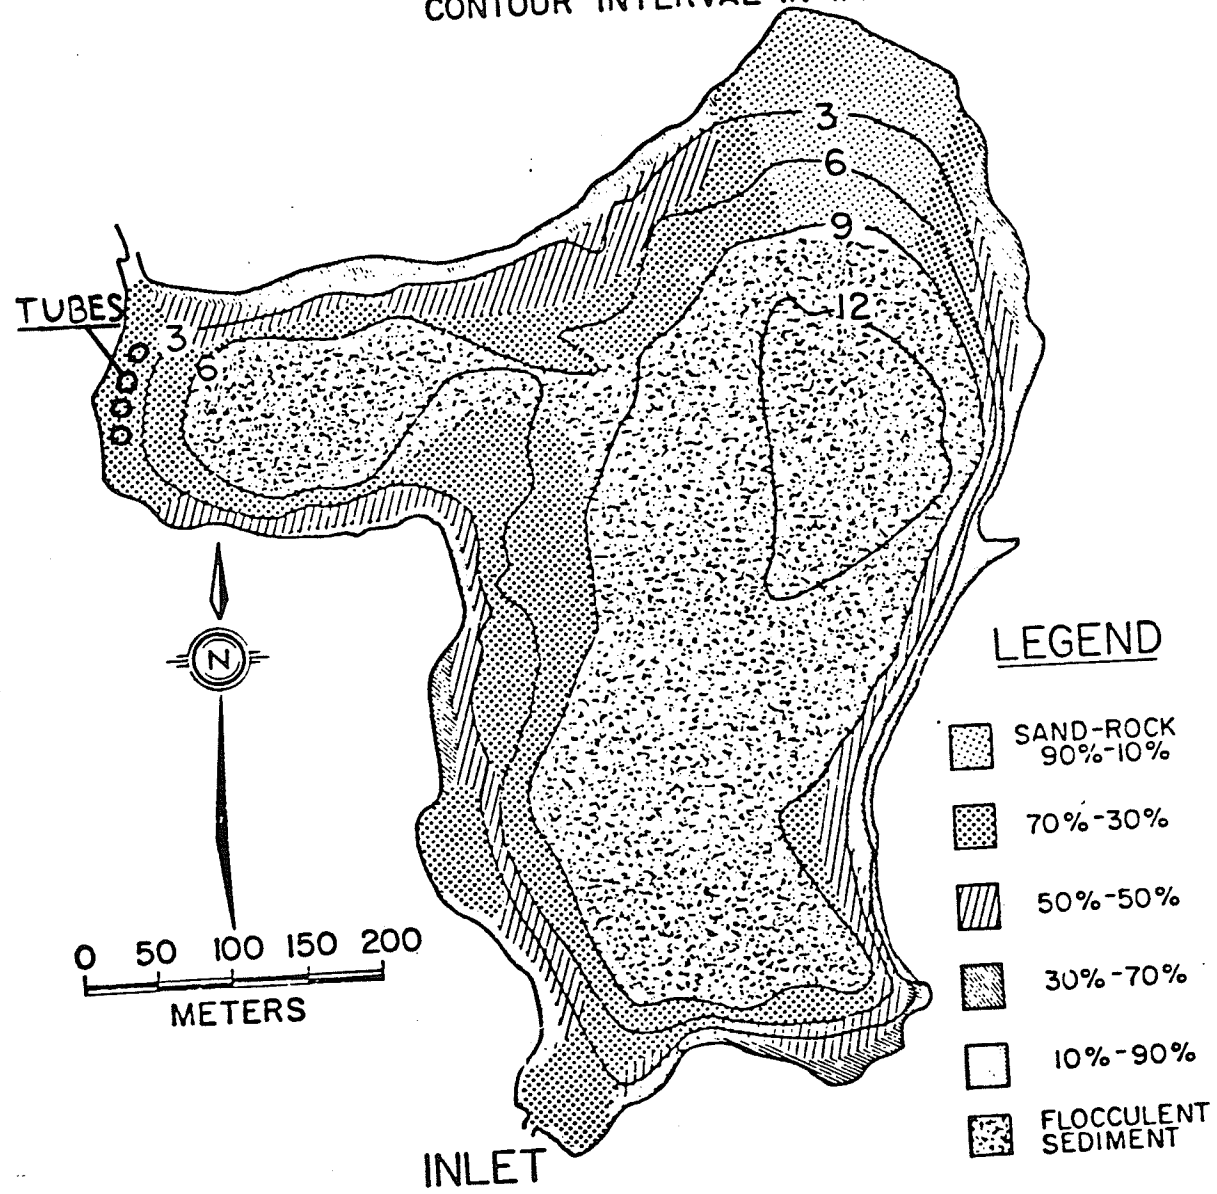 CONTOUR INTERVAL IN
3
6
9
12
TUBES
3
6
N
LEGEND
SAND-ROCK
90%-10%
70%-30%
50%-50%
30%-70%
10%-90%
FLOCCULENT
SEDIMENT
0 50 100 150 200
METERS
INLET